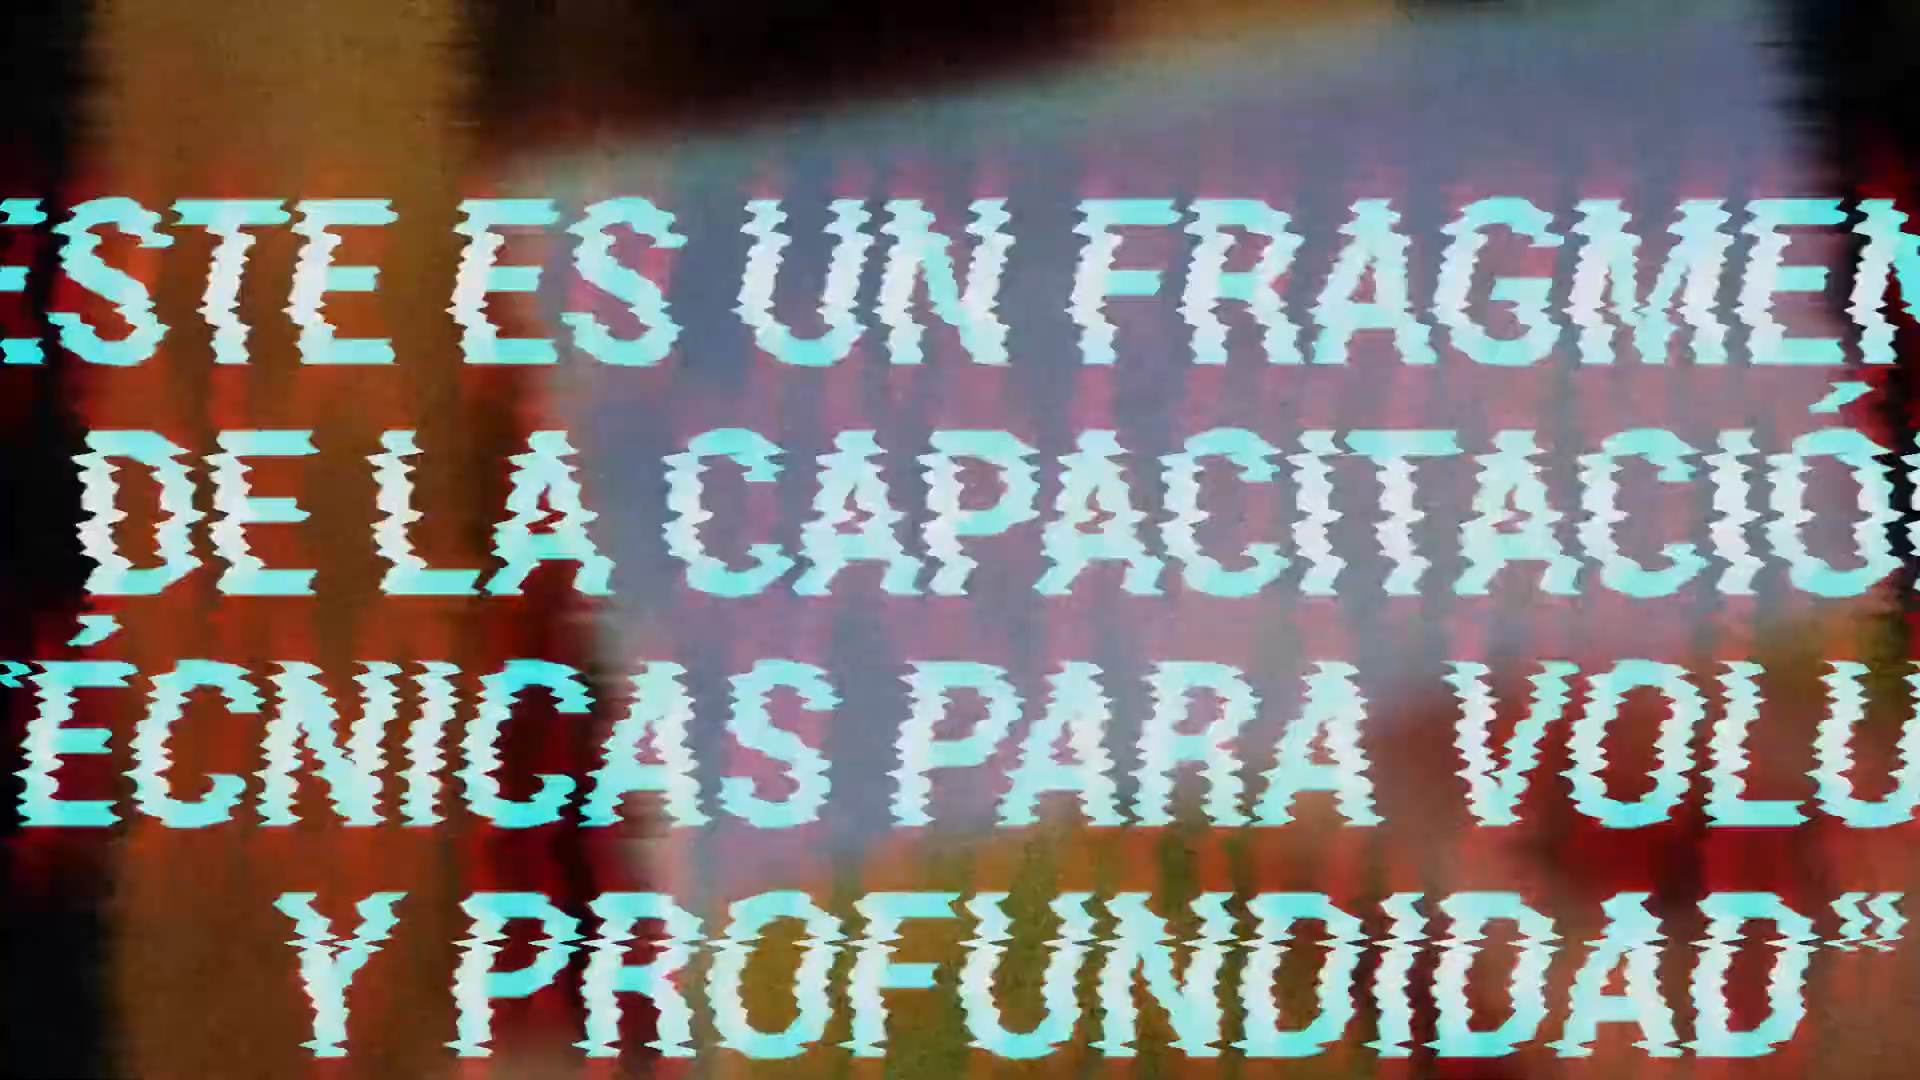 ESTE ES UN FRAGMEN
DE LA CAPACITACIÓ
ÉCNICAS PARA VOLU
Y PROFUNDIDAD"